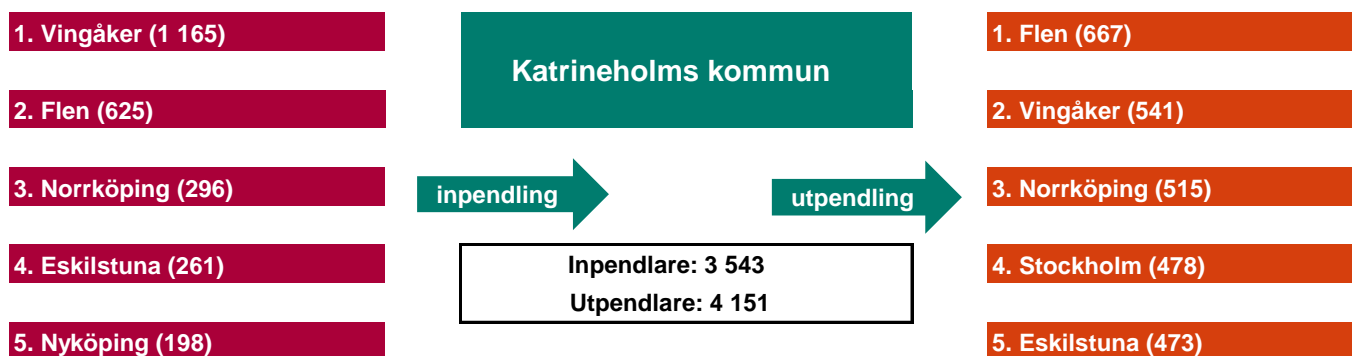 1. Vingåker (1 165)
2. Flen (625)
3. Norrköping (296)
4. Eskilstuna (261)
5. Nyköping (198)
Katrineholms kommun
inpendling
utpendling
Inpendlare: 3 543
Utpendlare: 4 151
1. Flen (667)
2. Vingåker (541)
3. Norrköping (515)
4. Stockholm (478)
5. Eskilstuna (473)